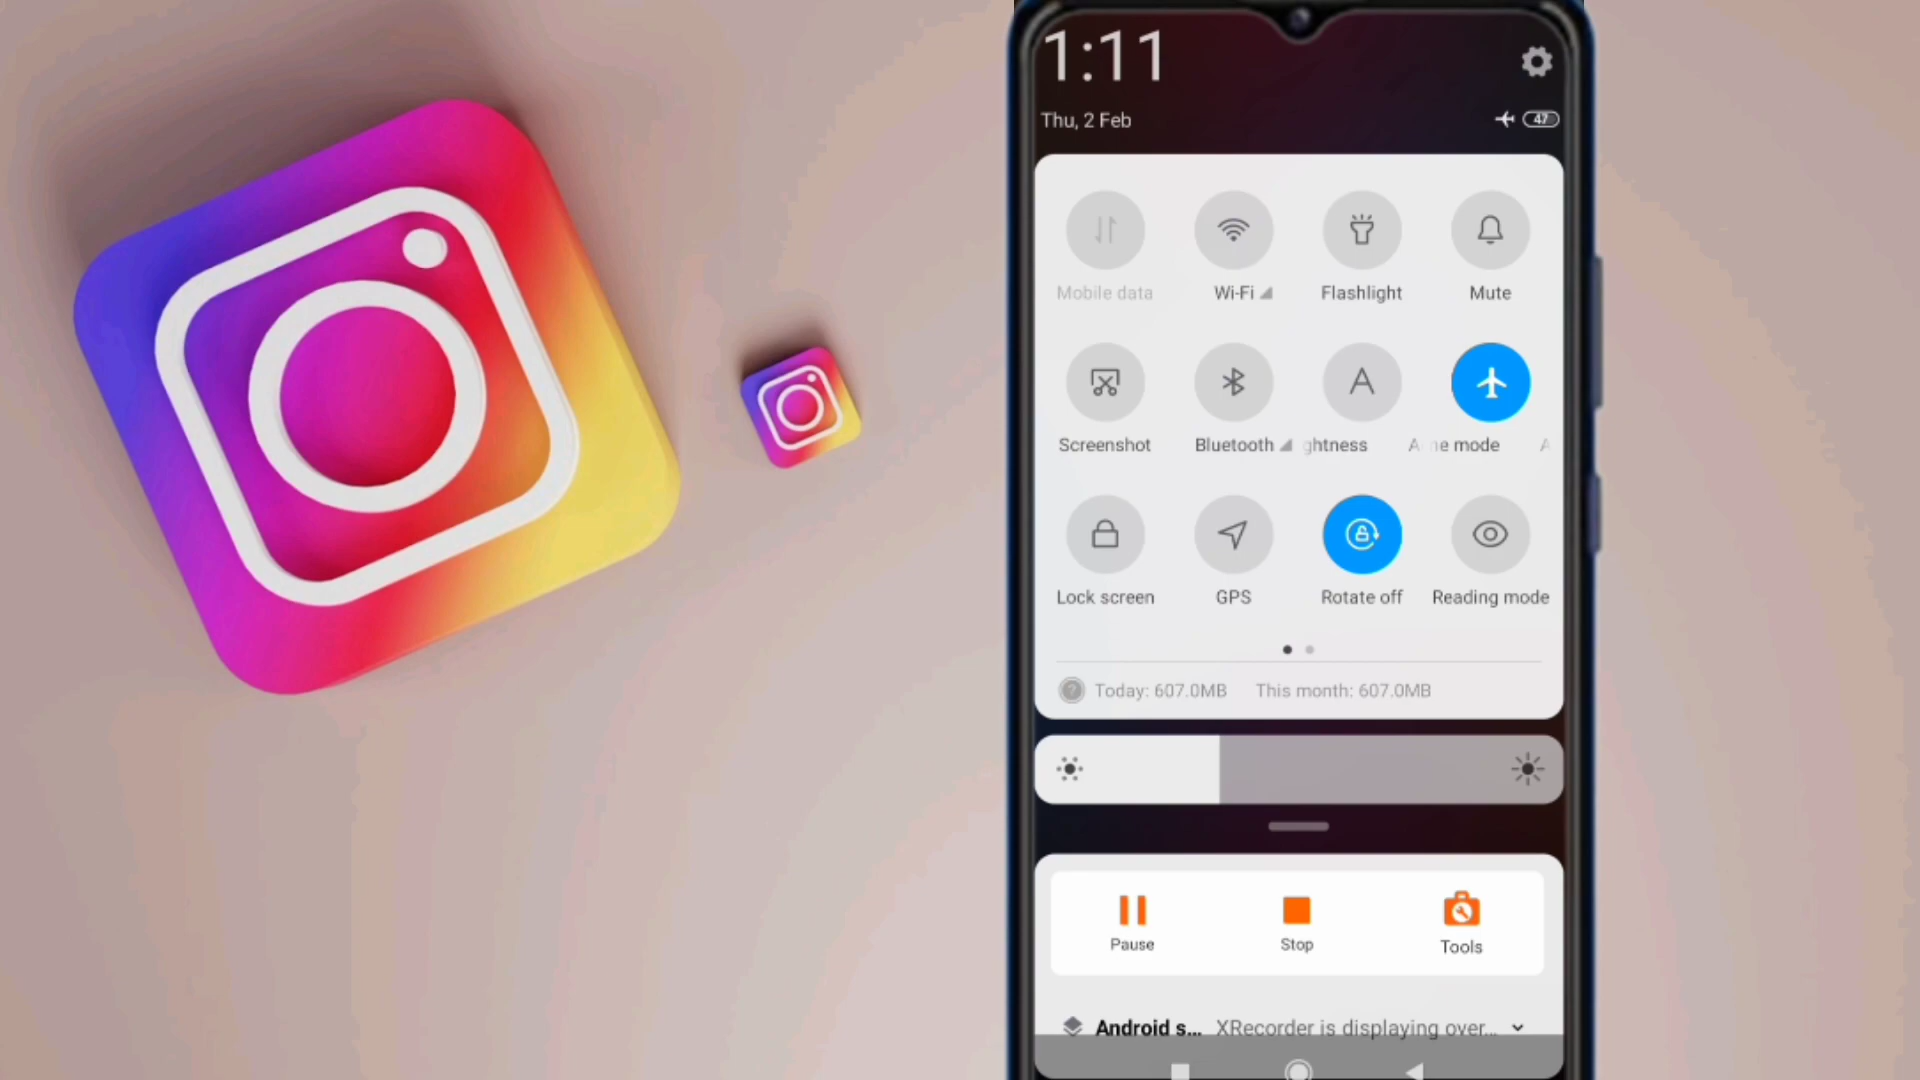 1:11
Thu, 2 Feb
47
Mobile data Wi-Fi Flashlight Mute
Screenshot Bluetooth ghtness A ne mode A
Lock screen GPS Rotate off Reading mode
Today: 607.0MB This month: 607.0MB
Pause Stop Tools
Android s... XRecorder is displaying over...